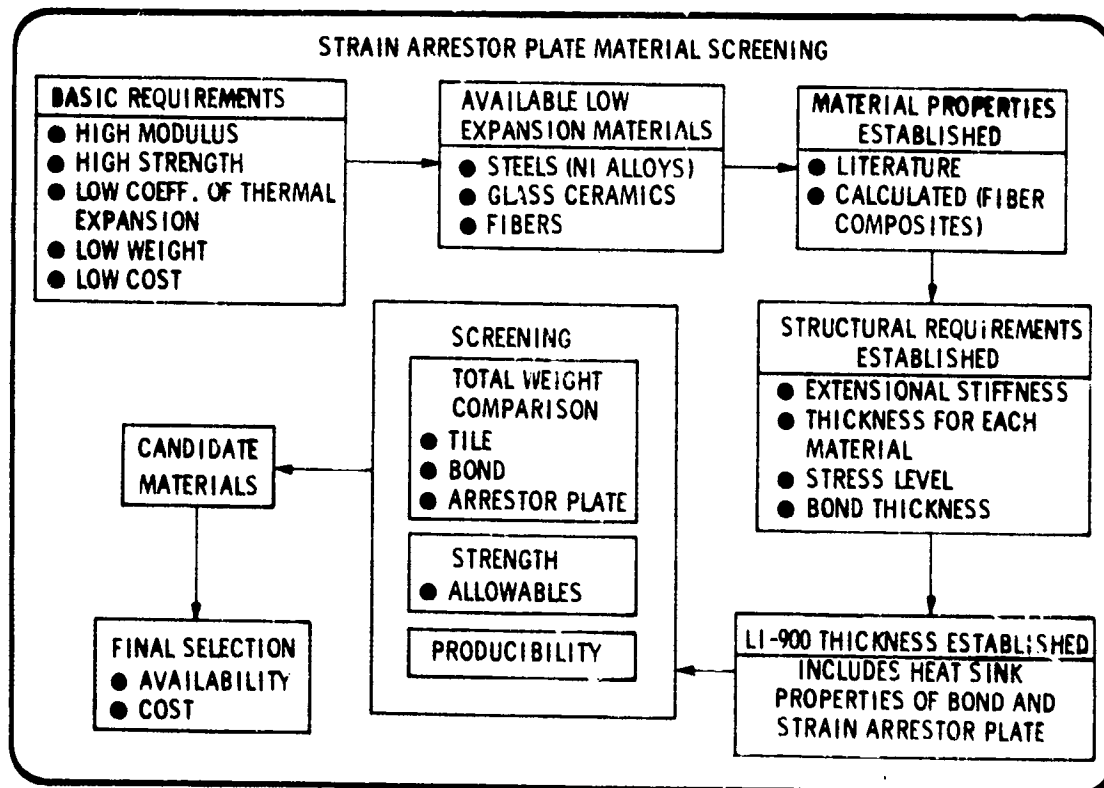 STRAIN ARRESTOR PLATE MATERIAL SCREENING
BASIC REQUIREMENTS
● HIGH MODULUS
● HIGH STRENGTH
● LOW COEFF. OF THERMAL
EXPANSION
● LOW WEIGHT
● LOW COST
AVAILABLE LOW
EXPANSION MATERIALS
● STEELS (NI ALLOYS)
● GLASS CERAMICS
● FIBERS
MATERIAL PROPERTIES
ESTABLISHED
● LITERATURE
● CALCULATED (FIBER
COMPOSITES)
STRUCTURAL REQUIREMENTS
ESTABLISHED
● EXTENSIONAL STIFFNESS
● THICKNESS FOR EACH
MATERIAL
● STRESS LEVEL
● BOND THICKNESS
LI-900 THICKNESS ESTABLISHED
INCLUDES HEAT SINK
PROPERTIES OF BOND AND
STRAIN ARRESTOR PLATE
SCREENING
TOTAL WEIGHT
COMPARISON
● TILE
● BOND
● ARRESTOR PLATE
STRENGTH
● ALLOWABLES
PRODUCIBILITY
CANDIDATE
MATERIALS
FINAL SELECTION
● AVAILABILITY
● COST